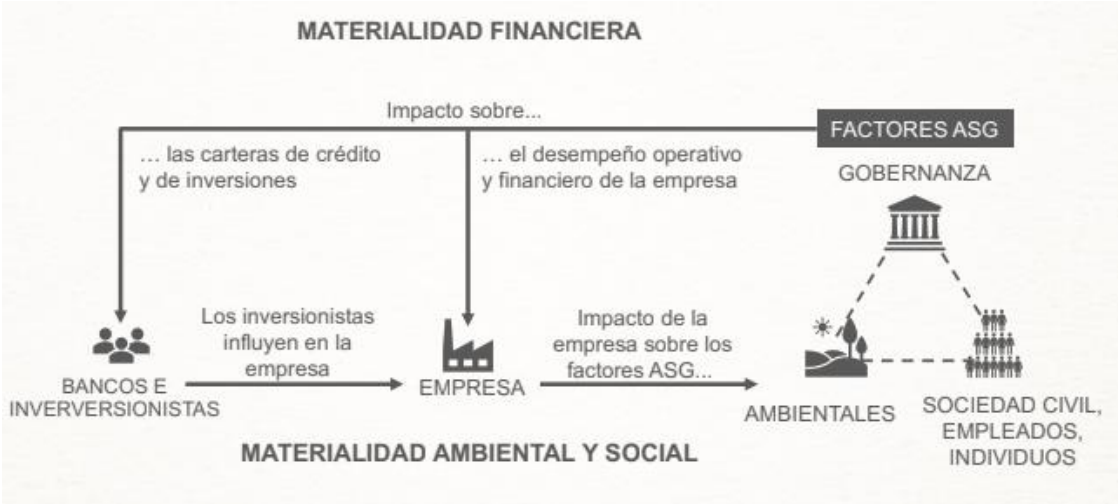 MATERIALIDAD FINANCIERA
Impacto sobre...
FACTORES ASG
… las carteras de crédito
y de inversiones
… el desempeño operativo
y financiero de la empresa
GOBERNANZA
Los inversionistas
influyen en la
empresa
Impacto de la
empresa sobre los
factores ASG...
BANCOS E
INVERVERSIONISTAS
EMPRESA
AMBIENTALES
SOCIEDAD CIVIL,
EMPLEADOS,
INDIVIDUOS
MATERIALIDAD AMBIENTAL Y SOCIAL